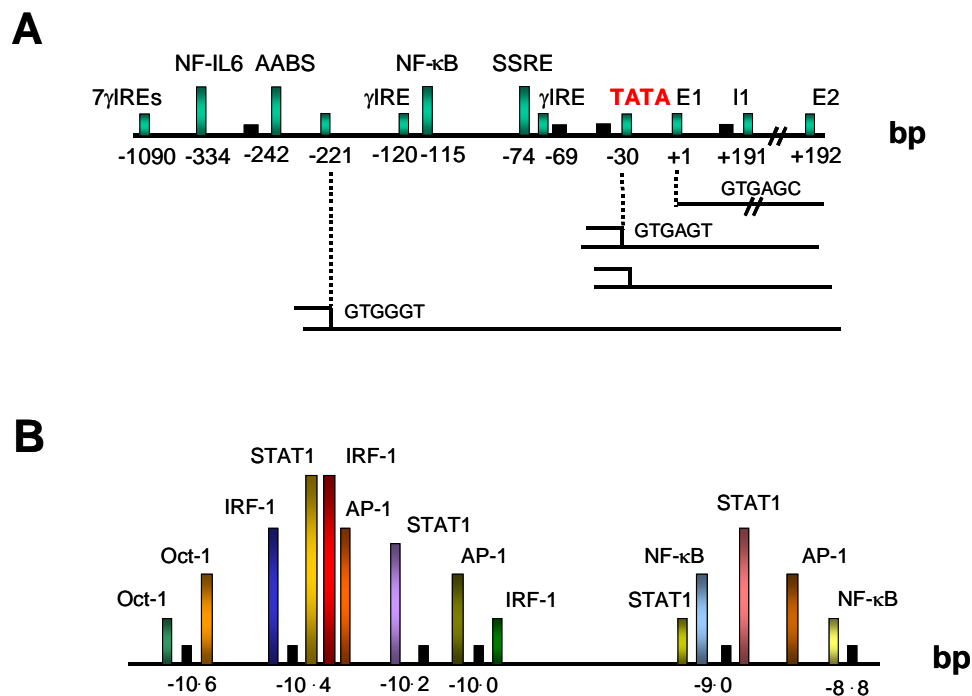 A
NF-IL6 AABS NF-κB SSRE
7γIREs γIRE γIRE TATA E1 I1 E2
bp
-1090 -334 -242 -221 -120 -115 -74 -69 -30 +1 +191 +192
GTGAGC
GTGAGT
GTGGGT
B
STAT1 IRF-1
IRF-1 AP-1 STAT1 STAT1
Oct-1 AP-1 NF-κB AP-1
Oct-1 IRF-1 STAT1 NF-κB
bp
-10·6 -10·4 -10·2 -10·0 -9·0 -8·8